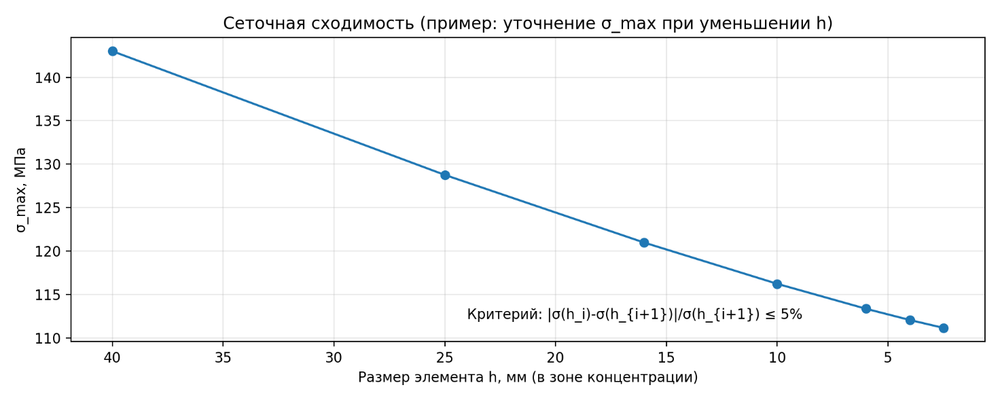 Сеточная сходимость (пример: уточнение σ_max при уменьшении h)
σ_max, МПа
140
135
130
125
120
115
110
Критерий: |σ(h_i)-σ(h_{i+1})|/σ(h_{i+1}) ≤ 5%
40 35 30 25 20 15 10 5
Размер элемента h, мм (в зоне концентрации)